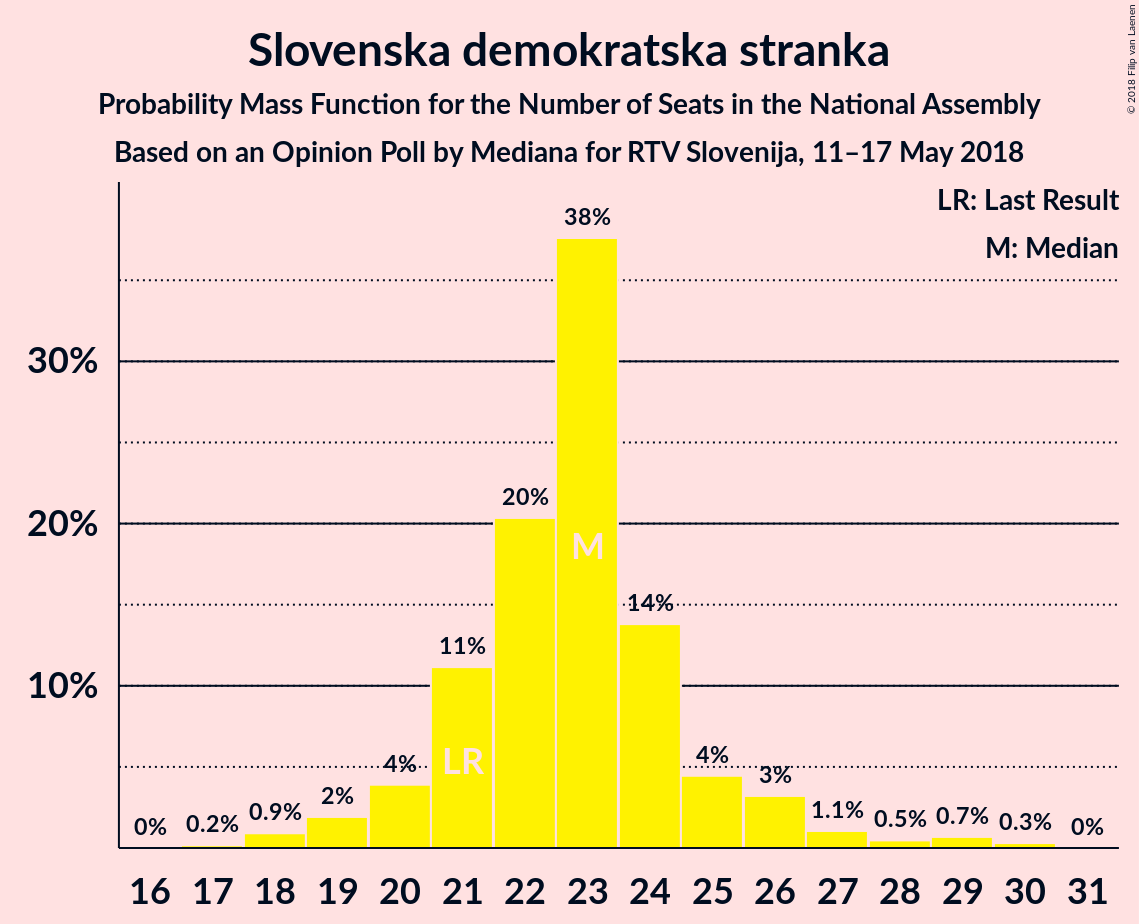 Slovenska demokratska stranka
Probability Mass Function for the Number of Seats in the National Assembly
Based on an Opinion Poll by Mediana for RTV Slovenija, 11–17 May 2018
© 2018 Filip van Laenen
LR: Last Result
M: Median
30%
20%
10%
0%
0.2%
0.9%
2%
4%
11%
20%
38%
14%
4%
3%
1.1%
0.5%
0.7%
0.3%
0%
LR
M
16 17 18 19 20 21 22 23 24 25 26 27 28 29 30 31